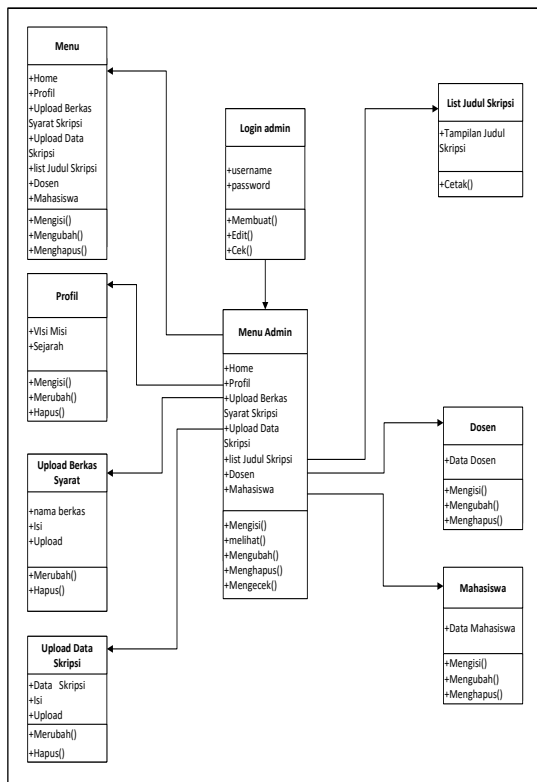 Menu
+Home
+Profil
+Upload Berkas
Syarat Skripsi
+Upload Data
Skripsi
+list Judul Skripsi
+Dosen
+Mahasiswa
+Mengisi()
+Mengubah()
+Menghapus()
Profil
+VIsi Misi
+Sejarah
+Mengisi()
+Merubah()
+Hapus()
Upload Berkas
Syarat
+nama berkas
+Isi
+Upload
+Merubah()
+Hapus()
Upload Data
Skripsi
+Data Skripsi
+Isi
+Upload
+Merubah()
+Hapus()
Login admin
+username
+password
+Membuat()
+Edit()
+Cek()
Menu Admin
+Home
+Profil
+Upload Berkas
Syarat Skripsi
+Upload Data
Skripsi
+list Judul Skripsi
+Dosen
+Mahasiswa
+Mengisi()
+melihat()
+Mengubah()
+Menghapus()
+Mengecek()
List Judul Skripsi
+Tampilan Judul
Skripsi
+Cetak()
Dosen
+Data Dosen
+Mengisi()
+Mengubah()
+Menghapus()
Mahasiswa
+Data Mahasiswa
+Mengisi()
+Mengubah()
+Menghapus()